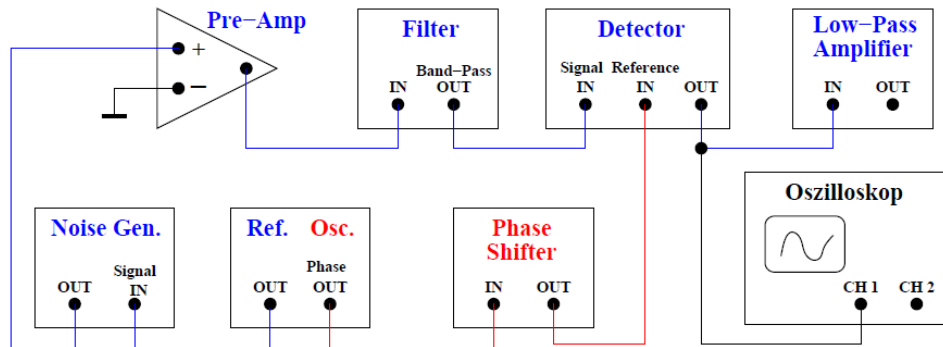 Pre−Amp
+
−
Filter
Band−Pass
IN OUT
Detector
Signal Reference
IN IN OUT
Low−Pass
Amplifier
IN OUT
Noise Gen.
Signal
OUT IN
Ref. Osc.
Phase
OUT OUT
Phase
Shifter
IN OUT
Oszilloskop
CH 1 CH 2